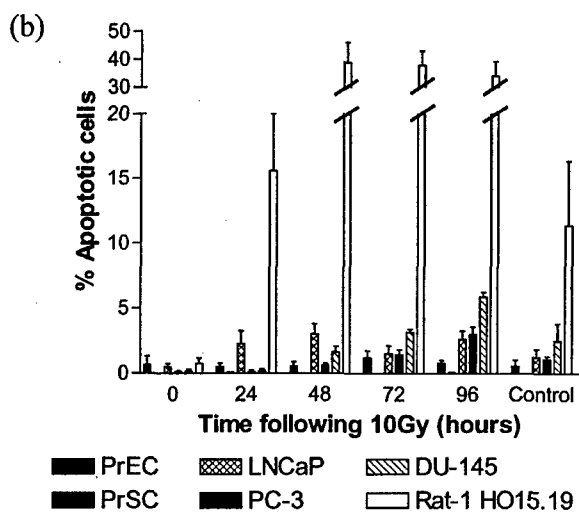 (b)
% Apoptotic cells
50
40
30
20
15
10
5
0
0 24 48 72 96 Control
Time following 10Gy (hours)
PrEC LNCaP DU-145
PrSC PC-3 Rat-1 HO15.19